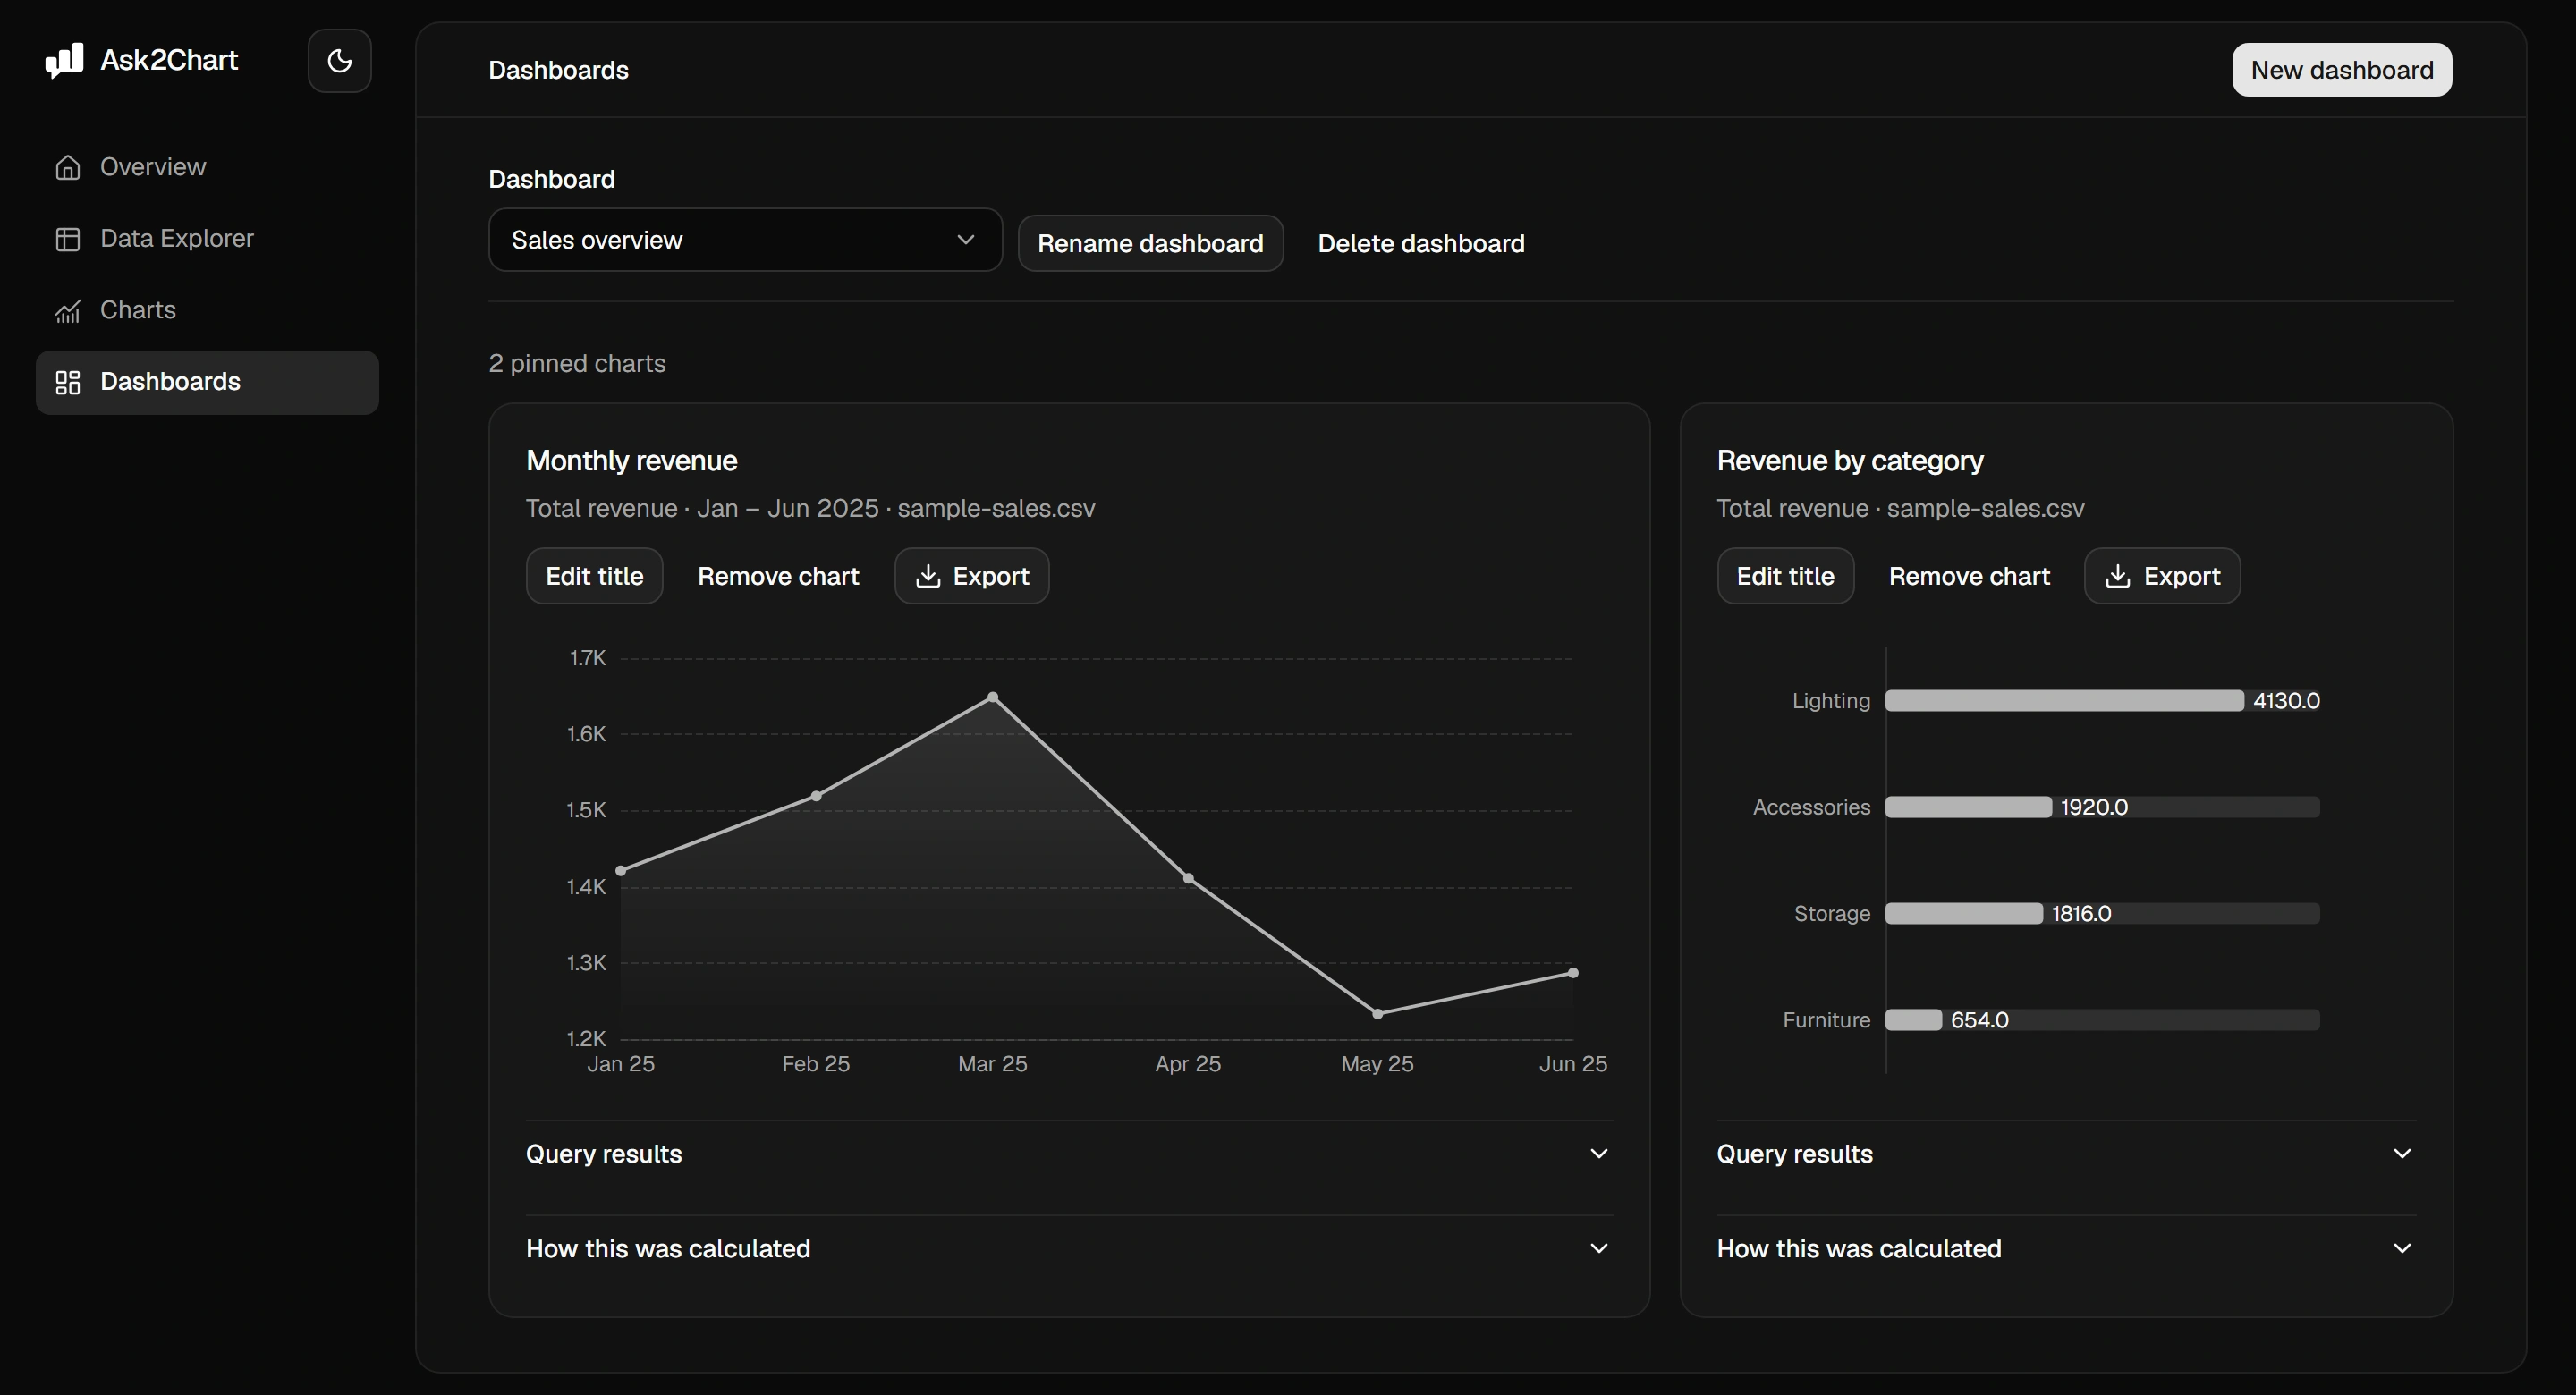 Ask2Chart
Overview
Data Explorer
Charts
Dashboards
Dashboards
New dashboard
Dashboard
Sales overview
Rename dashboard
Delete dashboard
2 pinned charts
Monthly revenue
Total revenue · Jan – Jun 2025 · sample-sales.csv
Edit title
Remove chart
Export
1.7K
1.6K
1.5K
1.4K
1.3K
1.2K
Jan 25
Feb 25
Mar 25
Apr 25
May 25
Jun 25
Query results
How this was calculated
Revenue by category
Total revenue · sample-sales.csv
Edit title
Remove chart
Export
Lighting 4130.0
Accessories 1920.0
Storage 1816.0
Furniture 654.0
Query results
How this was calculated